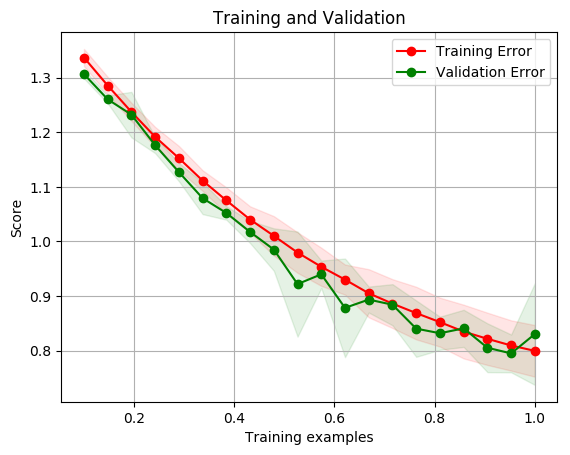 Training and Validation
Training Error
Validation Error
Score
1.3
1.2
1.1
1.0
0.9
0.8
0.2
0.4
0.6
0.8
1.0
Training examples